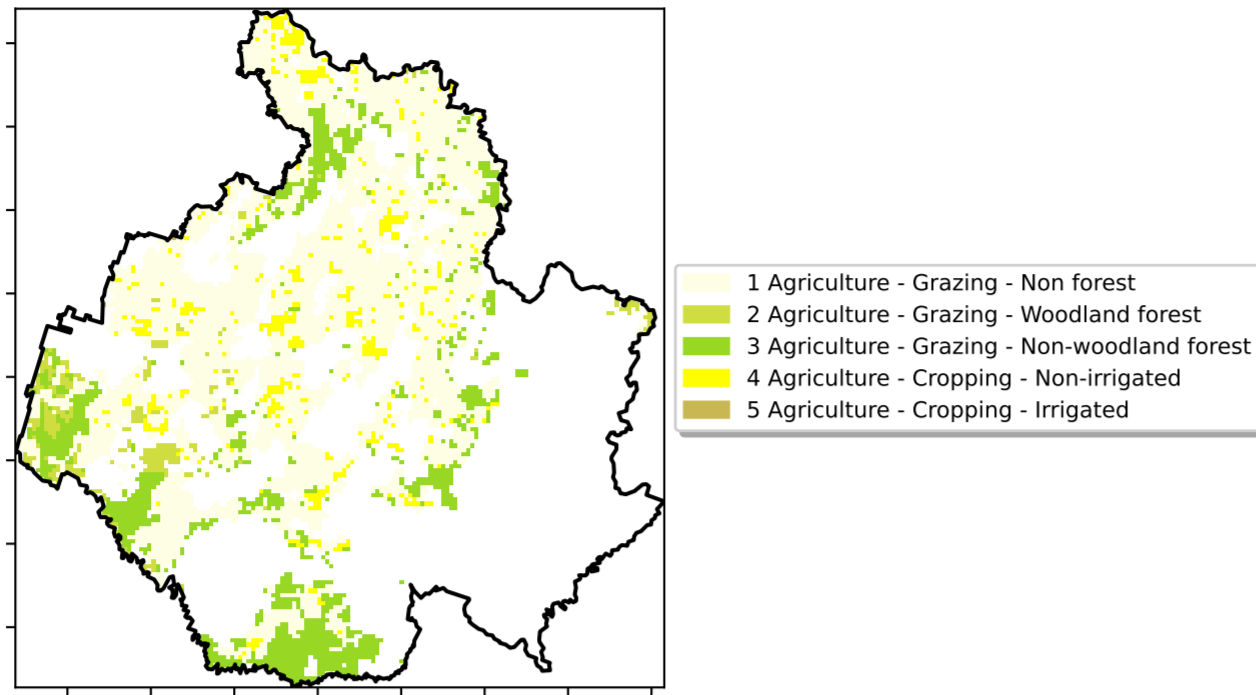 1 Agriculture - Grazing - Non forest
2 Agriculture - Grazing - Woodland forest
3 Agriculture - Grazing - Non-woodland forest
4 Agriculture - Cropping - Non-irrigated
5 Agriculture - Cropping - Irrigated